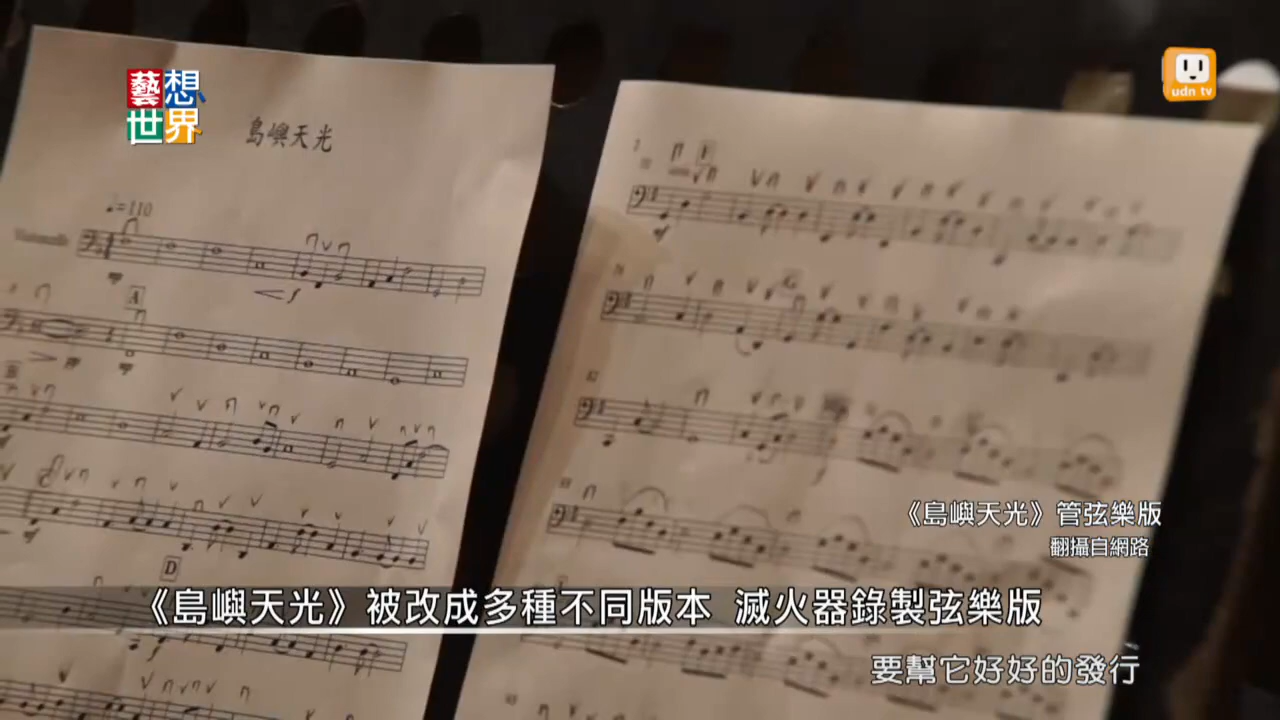 藝想
世界
udn tv
島嶼天光
♩=110
A
D
《島嶼天光》管弦樂版
翻攝自網路
《島嶼天光》被改成多種不同版本 滅火器錄製弦樂版
要幫它好好的發行